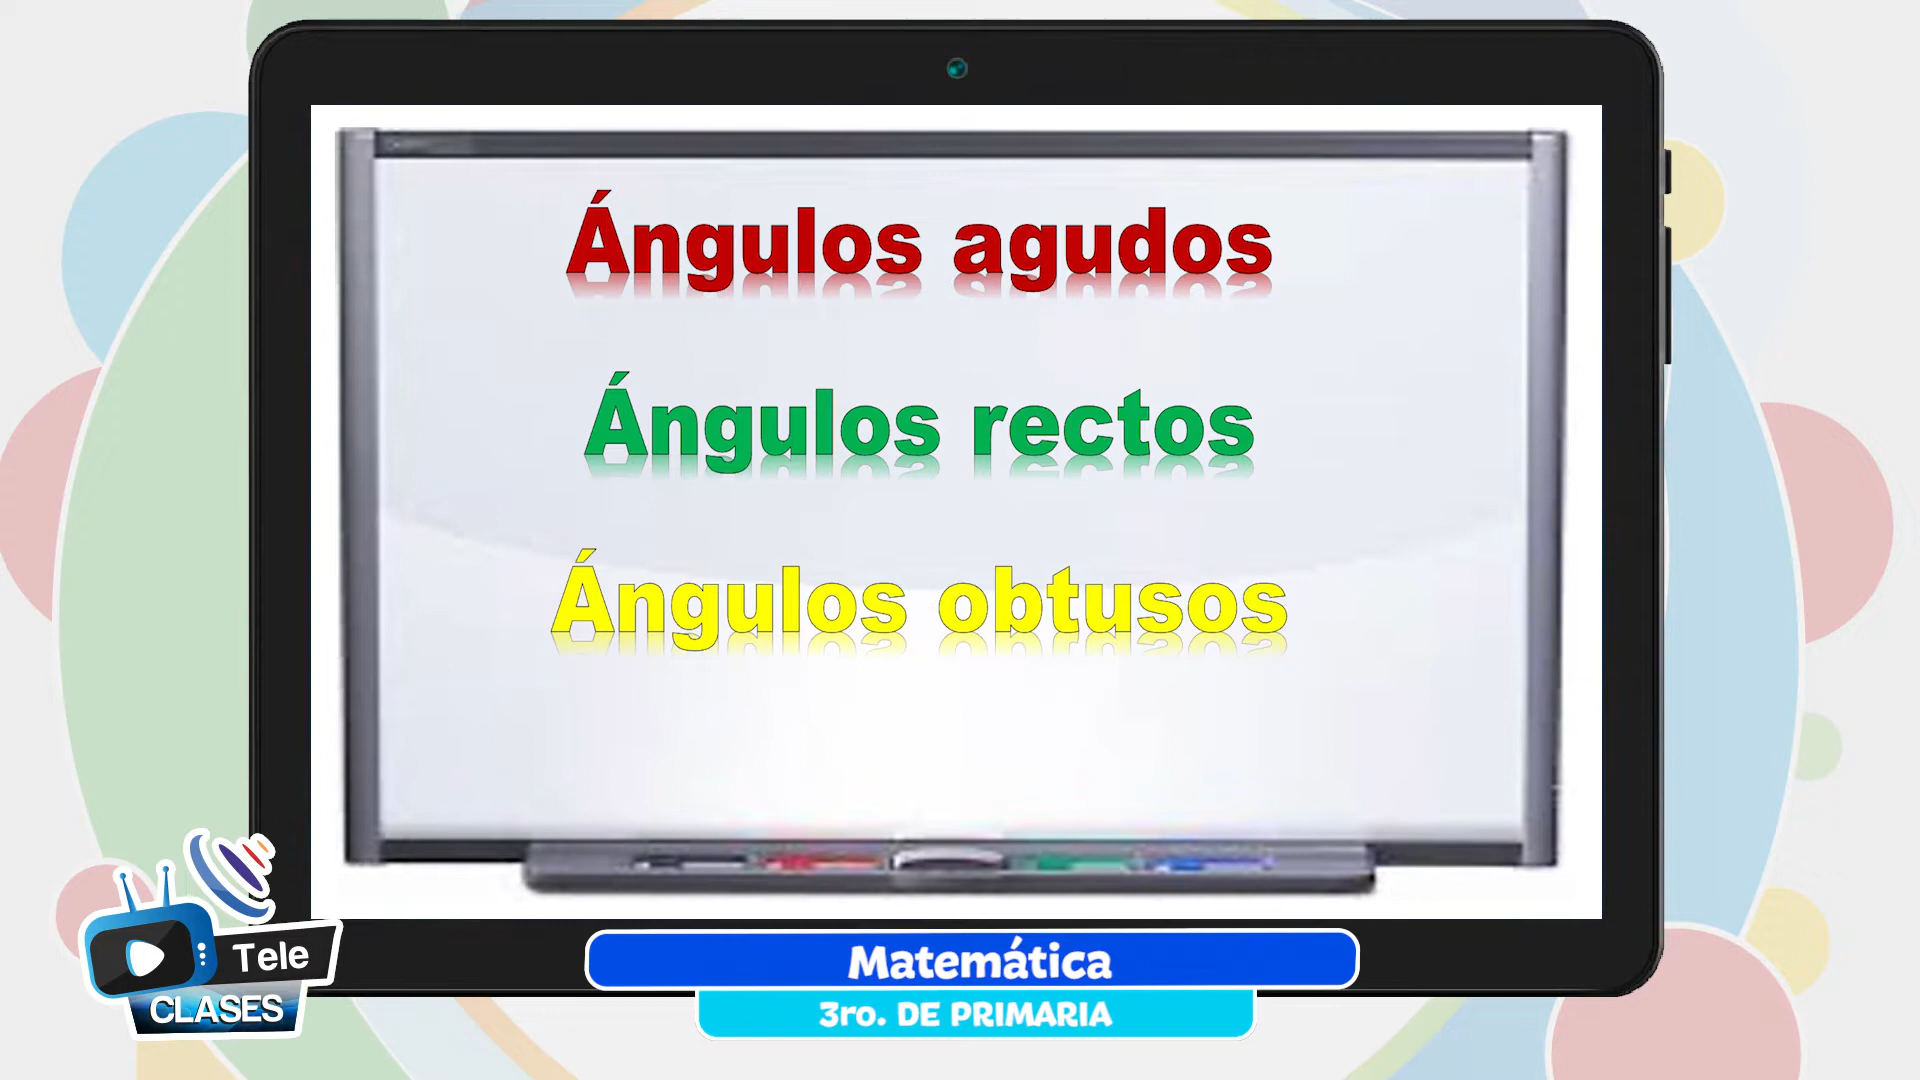 Ángulos agudos
Ángulos rectos
Ángulos obtusos
Tele
CLASES
Matemática
3ro. DE PRIMARIA